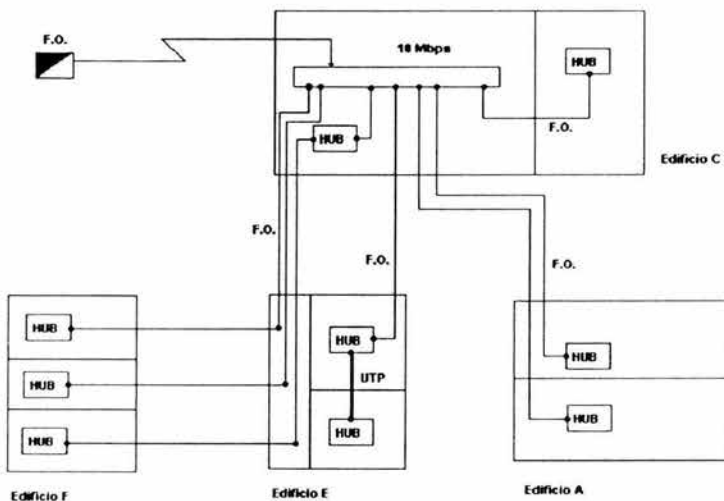 F.O.
10 Mbps
HUB
F.O.
HUB
Edificio C
F.O.
F.O.
F.O.
HUB
HUB
HUB
UTP
HUB
HUB
HUB
HUB
HUB
Edificio F
Edificio E
Edificio A